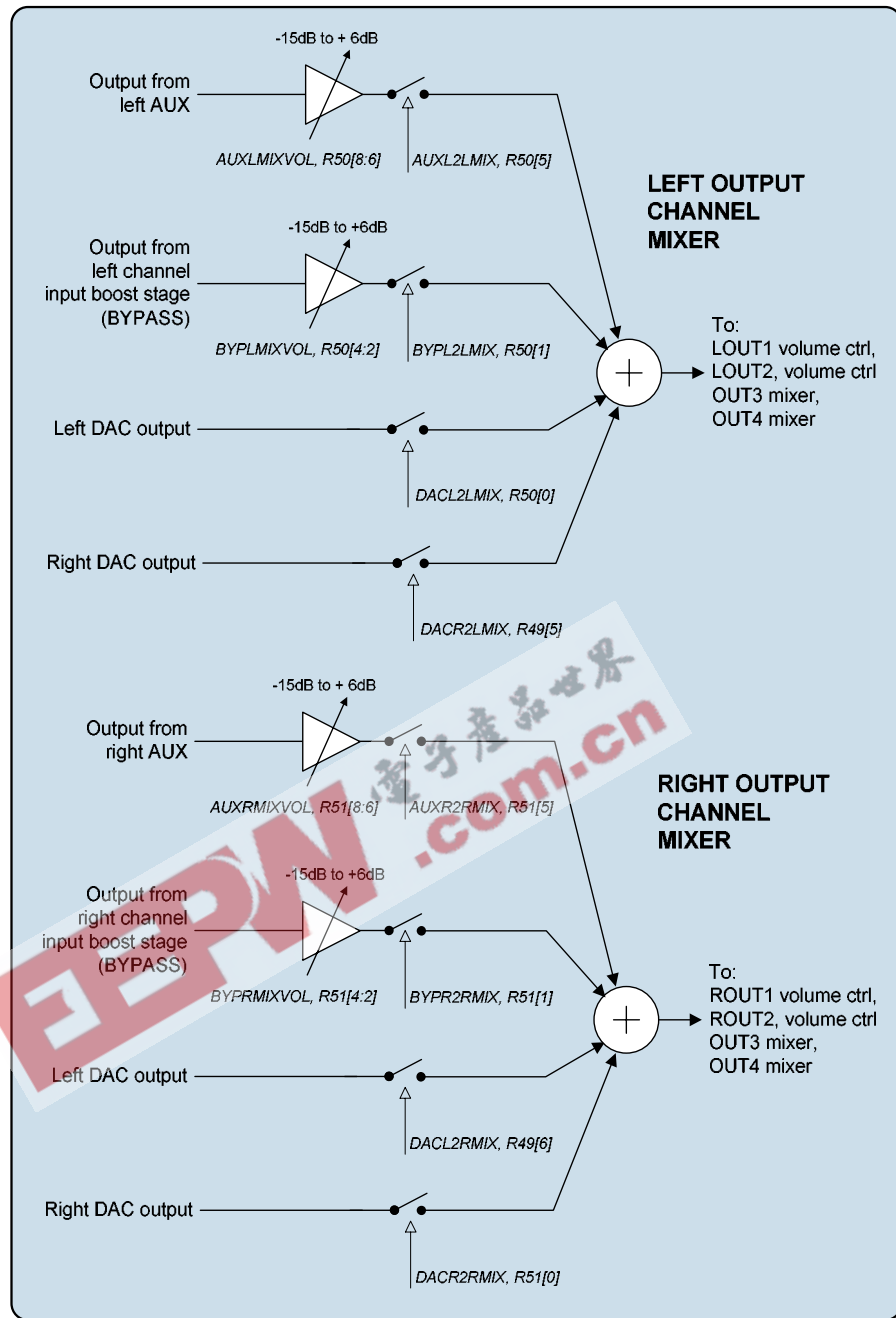 -15dB to + 6dB
Output from
left AUX
AUXLMIXVOL, R50[8:6]
AUXL2LMIX, R50[5]
LEFT OUTPUT
CHANNEL
MIXER
-15dB to +6dB
Output from
left channel
input boost stage
(BYPASS)
BYPLMIXVOL, R50[4:2]
BYPL2LMIX, R50[1]
To:
LOUT1 volume ctrl,
LOUT2, volume ctrl
OUT3 mixer,
OUT4 mixer
Left DAC output
DACL2LMIX, R50[0]
Right DAC output
DACR2LMIX, R49[5]
-15dB to + 6dB
Output from
right AUX
AUXRMIXVOL, R51[8:6]
AUXR2RMIX, R51[5]
RIGHT OUTPUT
CHANNEL
MIXER
-15dB to +6dB
Output from
right channel
input boost stage
(BYPASS)
BYPRMIXVOL, R51[4:2]
BYPR2RMIX, R51[1]
To:
ROUT1 volume ctrl,
ROUT2, volume ctrl
OUT3 mixer,
OUT4 mixer
Left DAC output
DACL2RMIX, R49[6]
Right DAC output
DACR2RMIX, R51[0]
EEPW.com.cn
電子產品世界